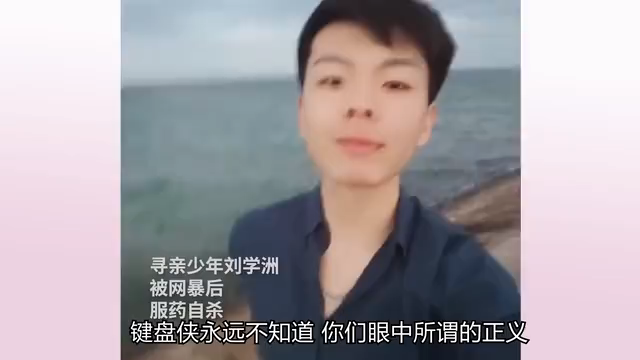 寻亲少年刘学洲
被网暴后
服药自杀
键盘侠永远不知道 你们眼中所谓的正义